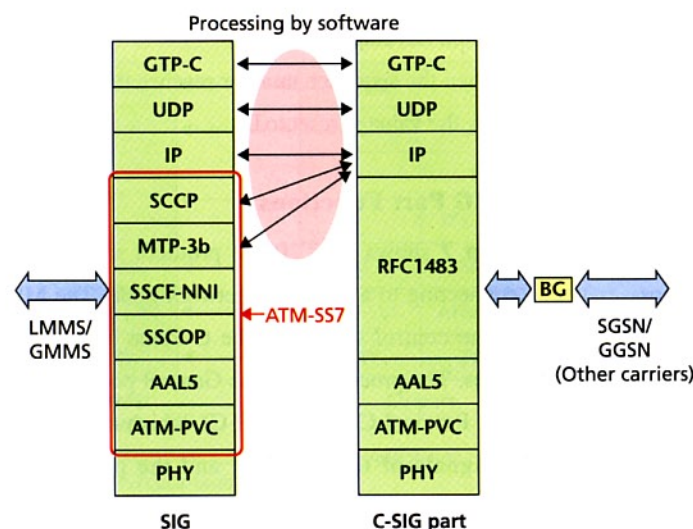 Processing by software
GTP-C
UDP
IP
SCCP
MTP-3b
SSCF-NNI
SSCOP
AAL5
ATM-PVC
PHY
SIG
LMMS/
GMMS
ATM-SS7
GTP-C
UDP
IP
RFC1483
AAL5
ATM-PVC
PHY
C-SIG part
BG
SGSN/
GGSN
(Other carriers)